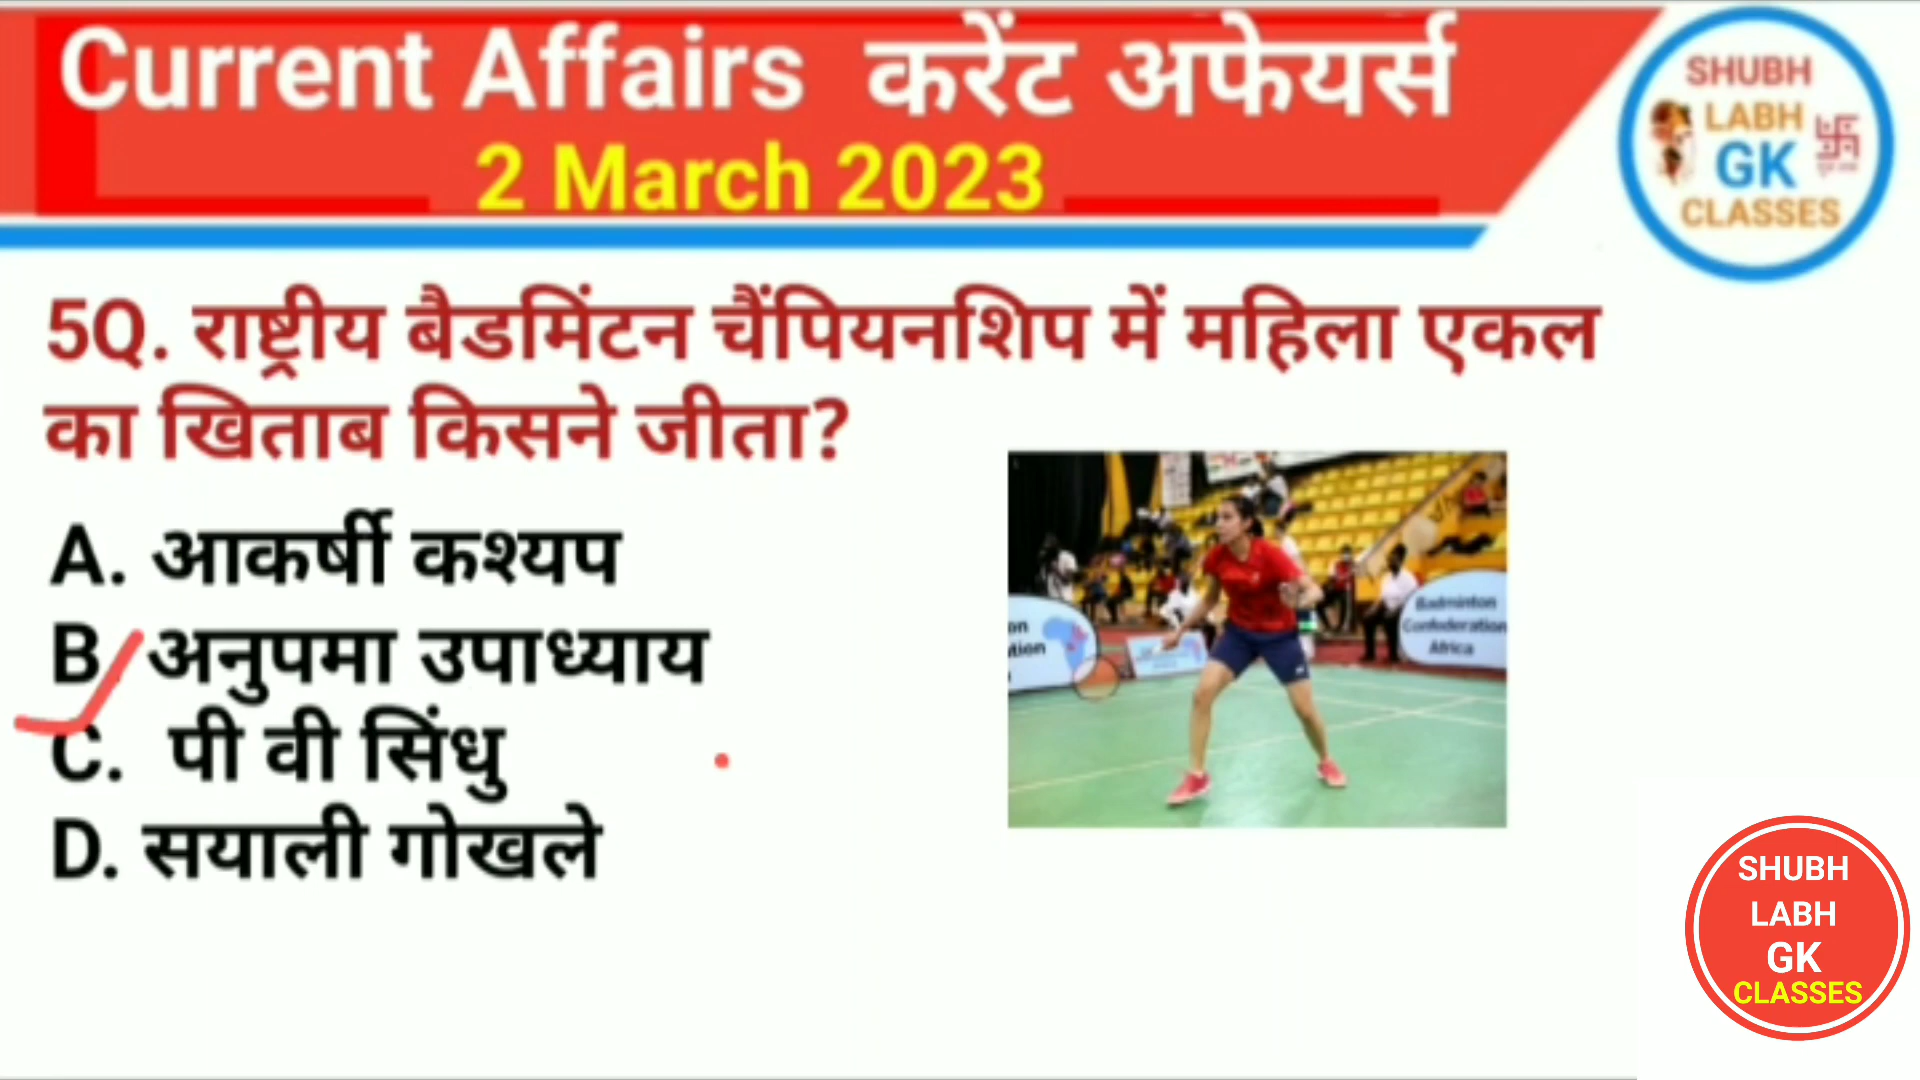 Current Affairs करेंट अफेयर्स
2 March 2023
SHUBH
LABH
GK
CLASSES
5Q. राष्ट्रीय बैडमिंटन चैंपियनशिप में महिला एकल
का खिताब किसने जीता?
A. आकर्षी कश्यप
B. अनुपमा उपाध्याय
C. पी वी सिंधु
D. सयाली गोखले
Badminton
Confederation
Africa
SHUBH
LABH
GK
CLASSES